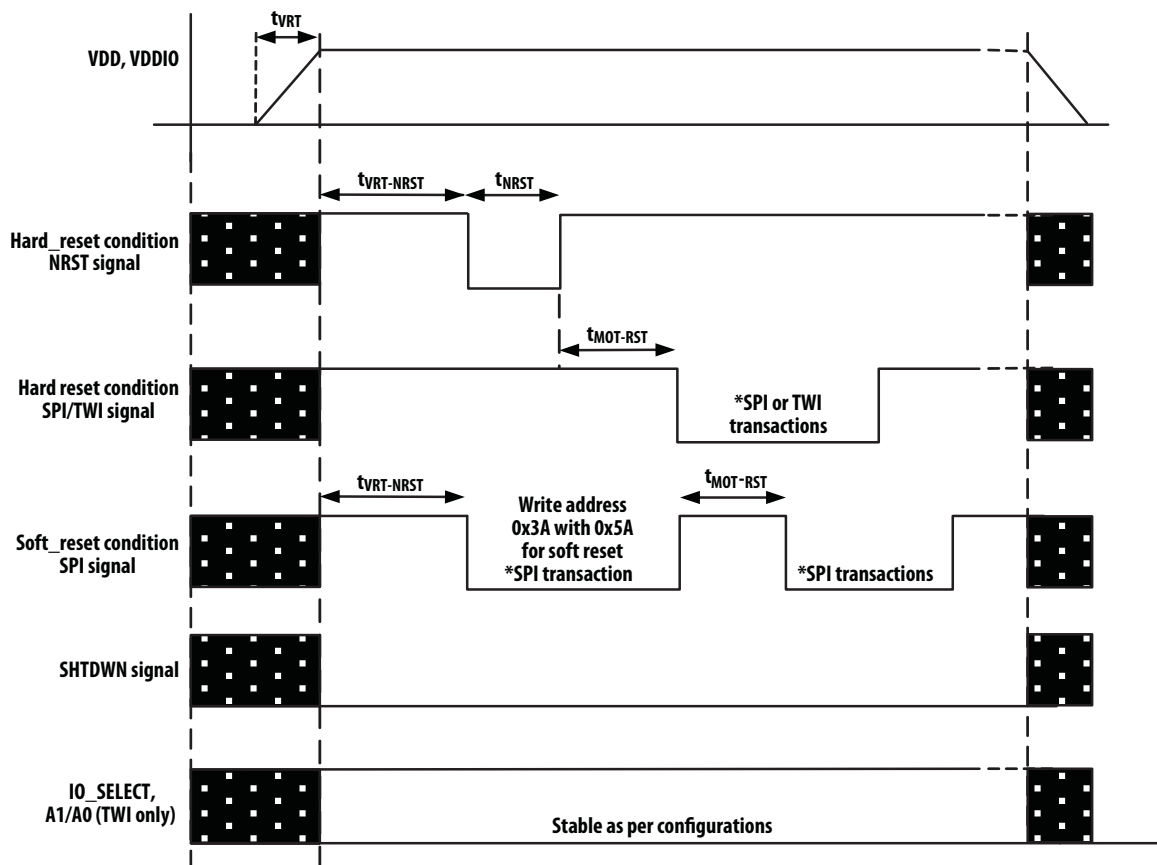 tVRT
VDD, VDDIO
tVRT-NRST
tNRST
Hard_reset condition
NRST signal
tMOT-RST
Hard reset condition
SPI/TWI signal
*SPI or TWI
transactions
tVRT-NRST
tMOT-RST
Write address
0x3A with 0x5A
for soft reset
*SPI transaction
Soft_reset condition
SPI signal
*SPI transactions
SHTDWN signal
IO_SELECT,
A1/A0 (TWI only)
Stable as per configurations